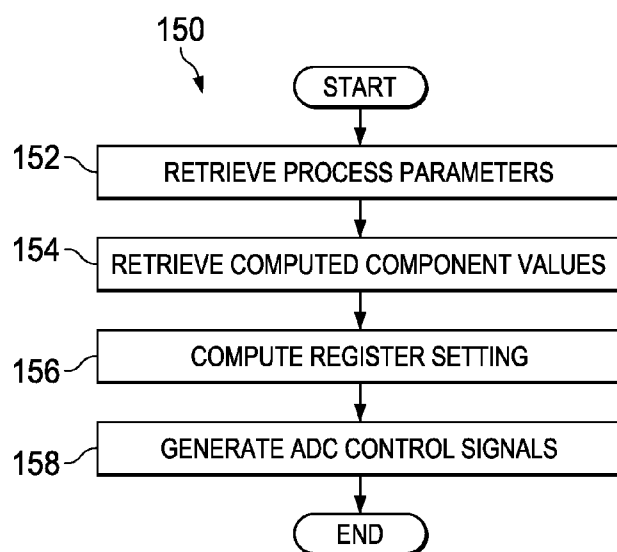 150
START
152
RETRIEVE PROCESS PARAMETERS
154
RETRIEVE COMPUTED COMPONENT VALUES
156
COMPUTE REGISTER SETTING
158
GENERATE ADC CONTROL SIGNALS
END